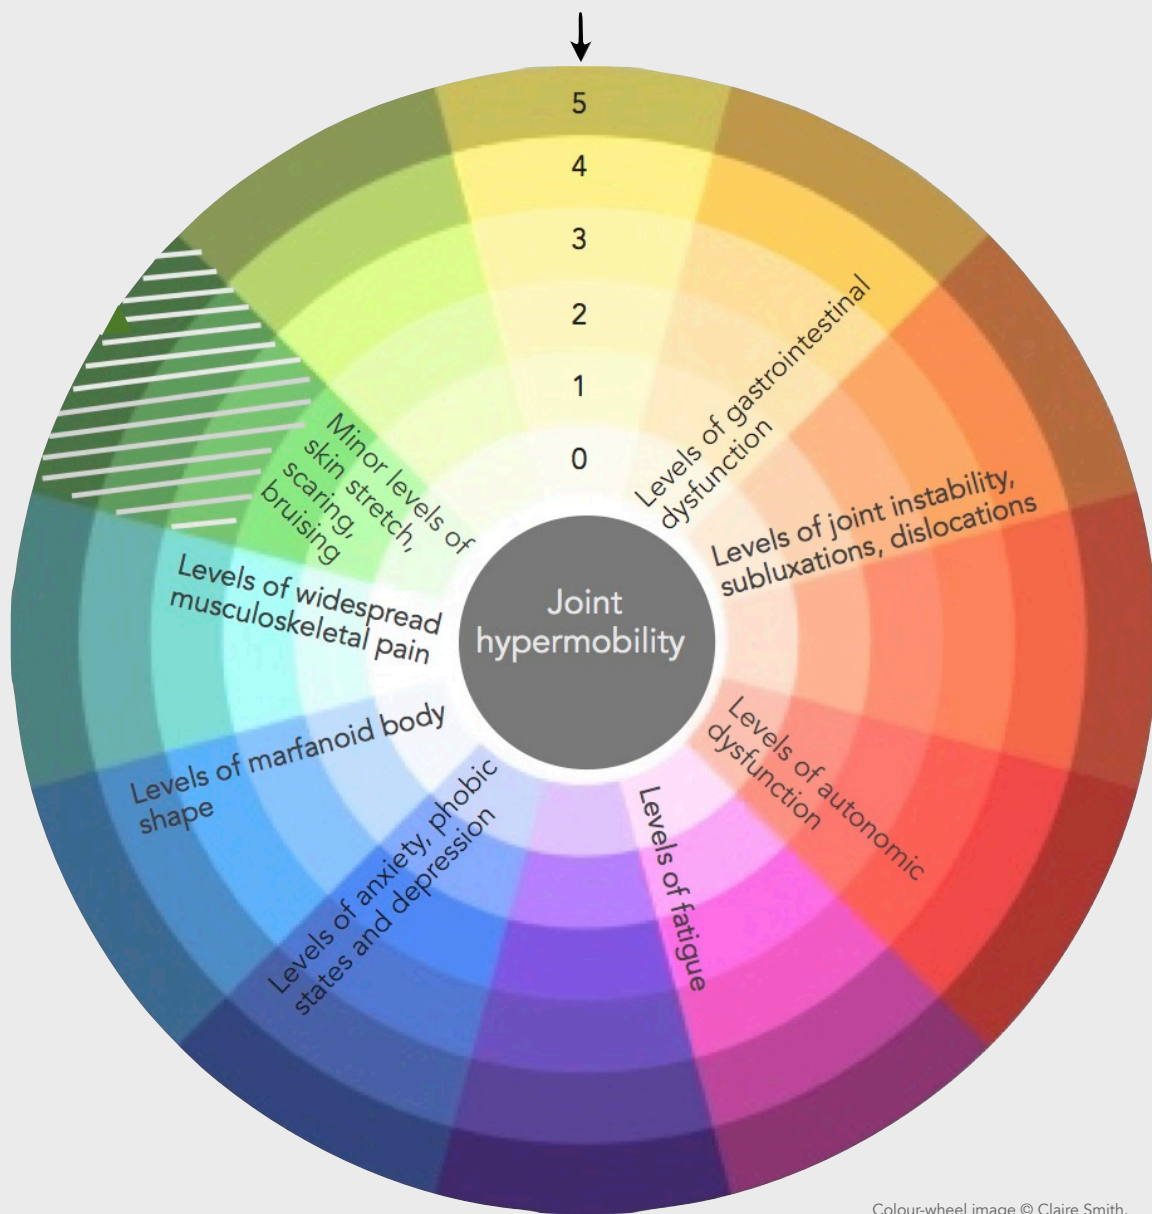 5
4
3
2
1
0
Levels of gastrointestinal
dysfunction
Levels of joint instability,
subluxations, dislocations
Levels of autonomic
dysfunction
Levels of fatigue
Levels of anxiety, phobic
states and depression
Levels of marfanoid body
shape
Levels of widespread
musculoskeletal pain
Minor levels of
skin stretch,
scaring,
bruising
Joint
hypermobility
Colour-wheel image © Claire Smith.